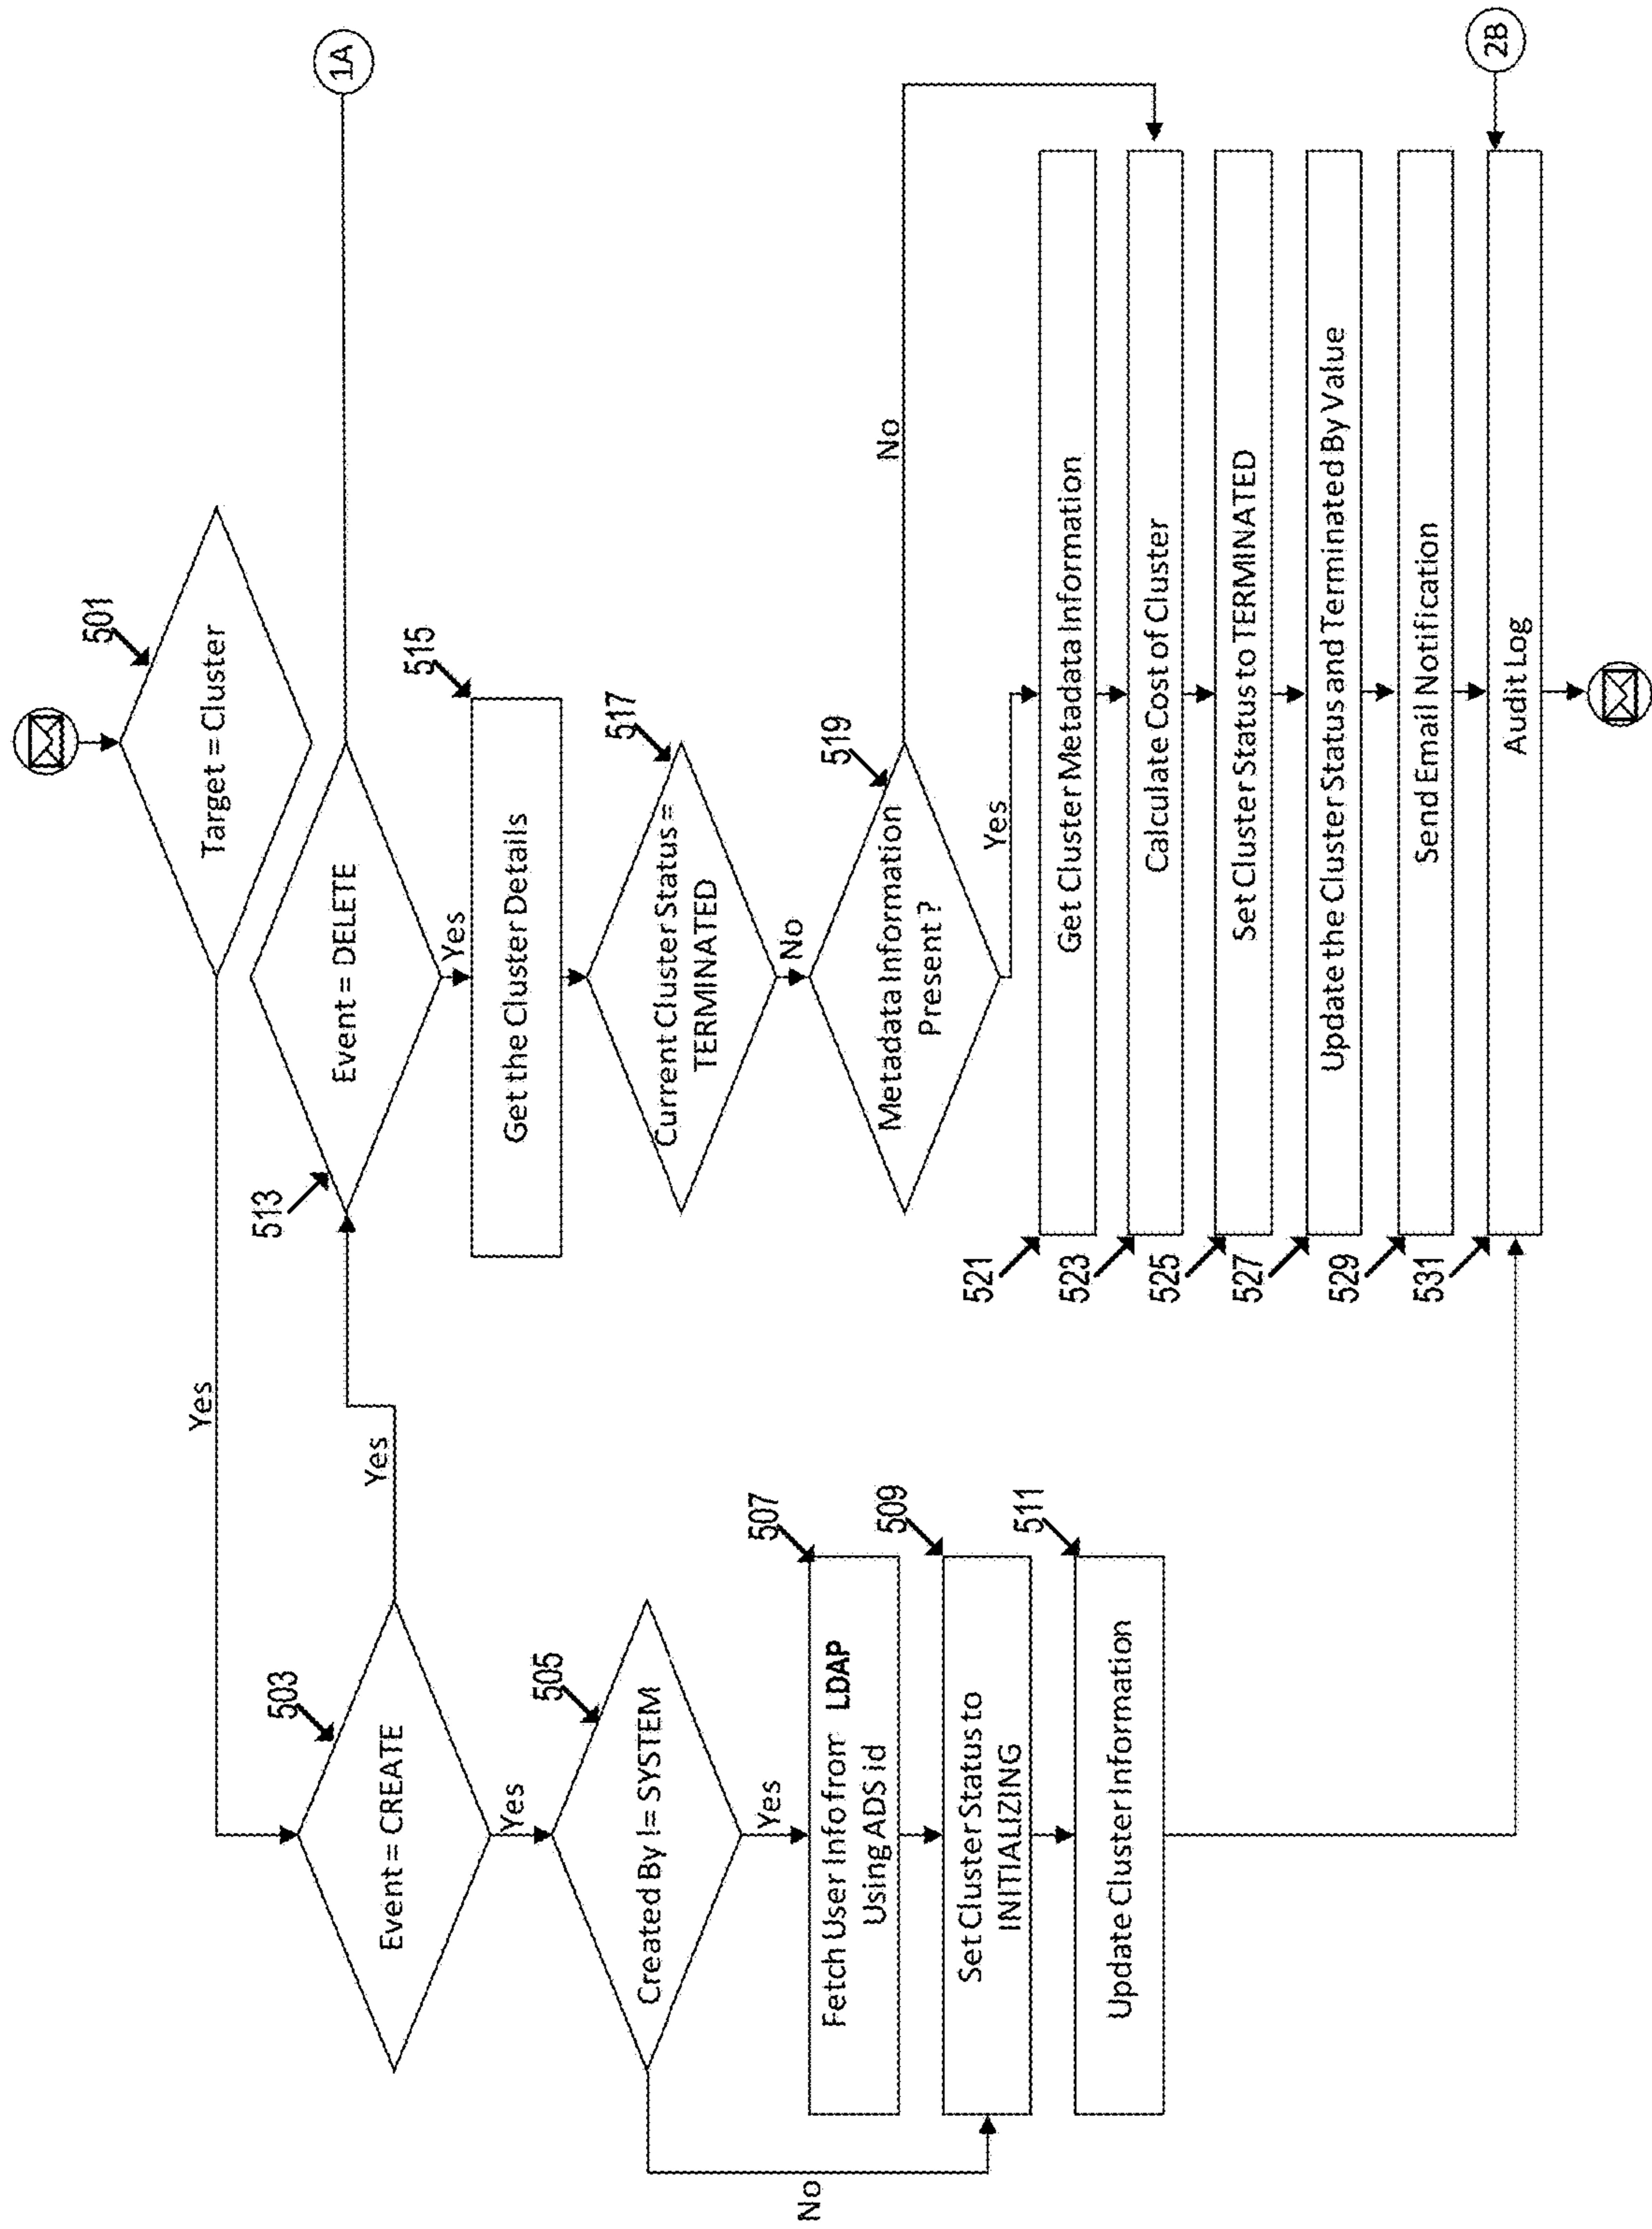 501
Target = Cluster
Yes
503
Event = CREATE
Yes
Yes
505
Created By != SYSTEM
No
Yes
507
Fetch User Info from LDAP
Using ADS id
509
Set Cluster Status to
INITIALIZING
511
Update Cluster Information
513
Event = DELETE
1A
Yes
515
Get the Cluster Details
517
Current Cluster Status =
TERMINATED
No
519
Metadata Information
Present ?
No
Yes
521
Get Cluster Metadata Information
523
Calculate Cost of Cluster
525
Set Cluster Status to TERMINATED
527
Update the Cluster Status and Terminated By Value
529
Send Email Notification
531
Audit Log
2B